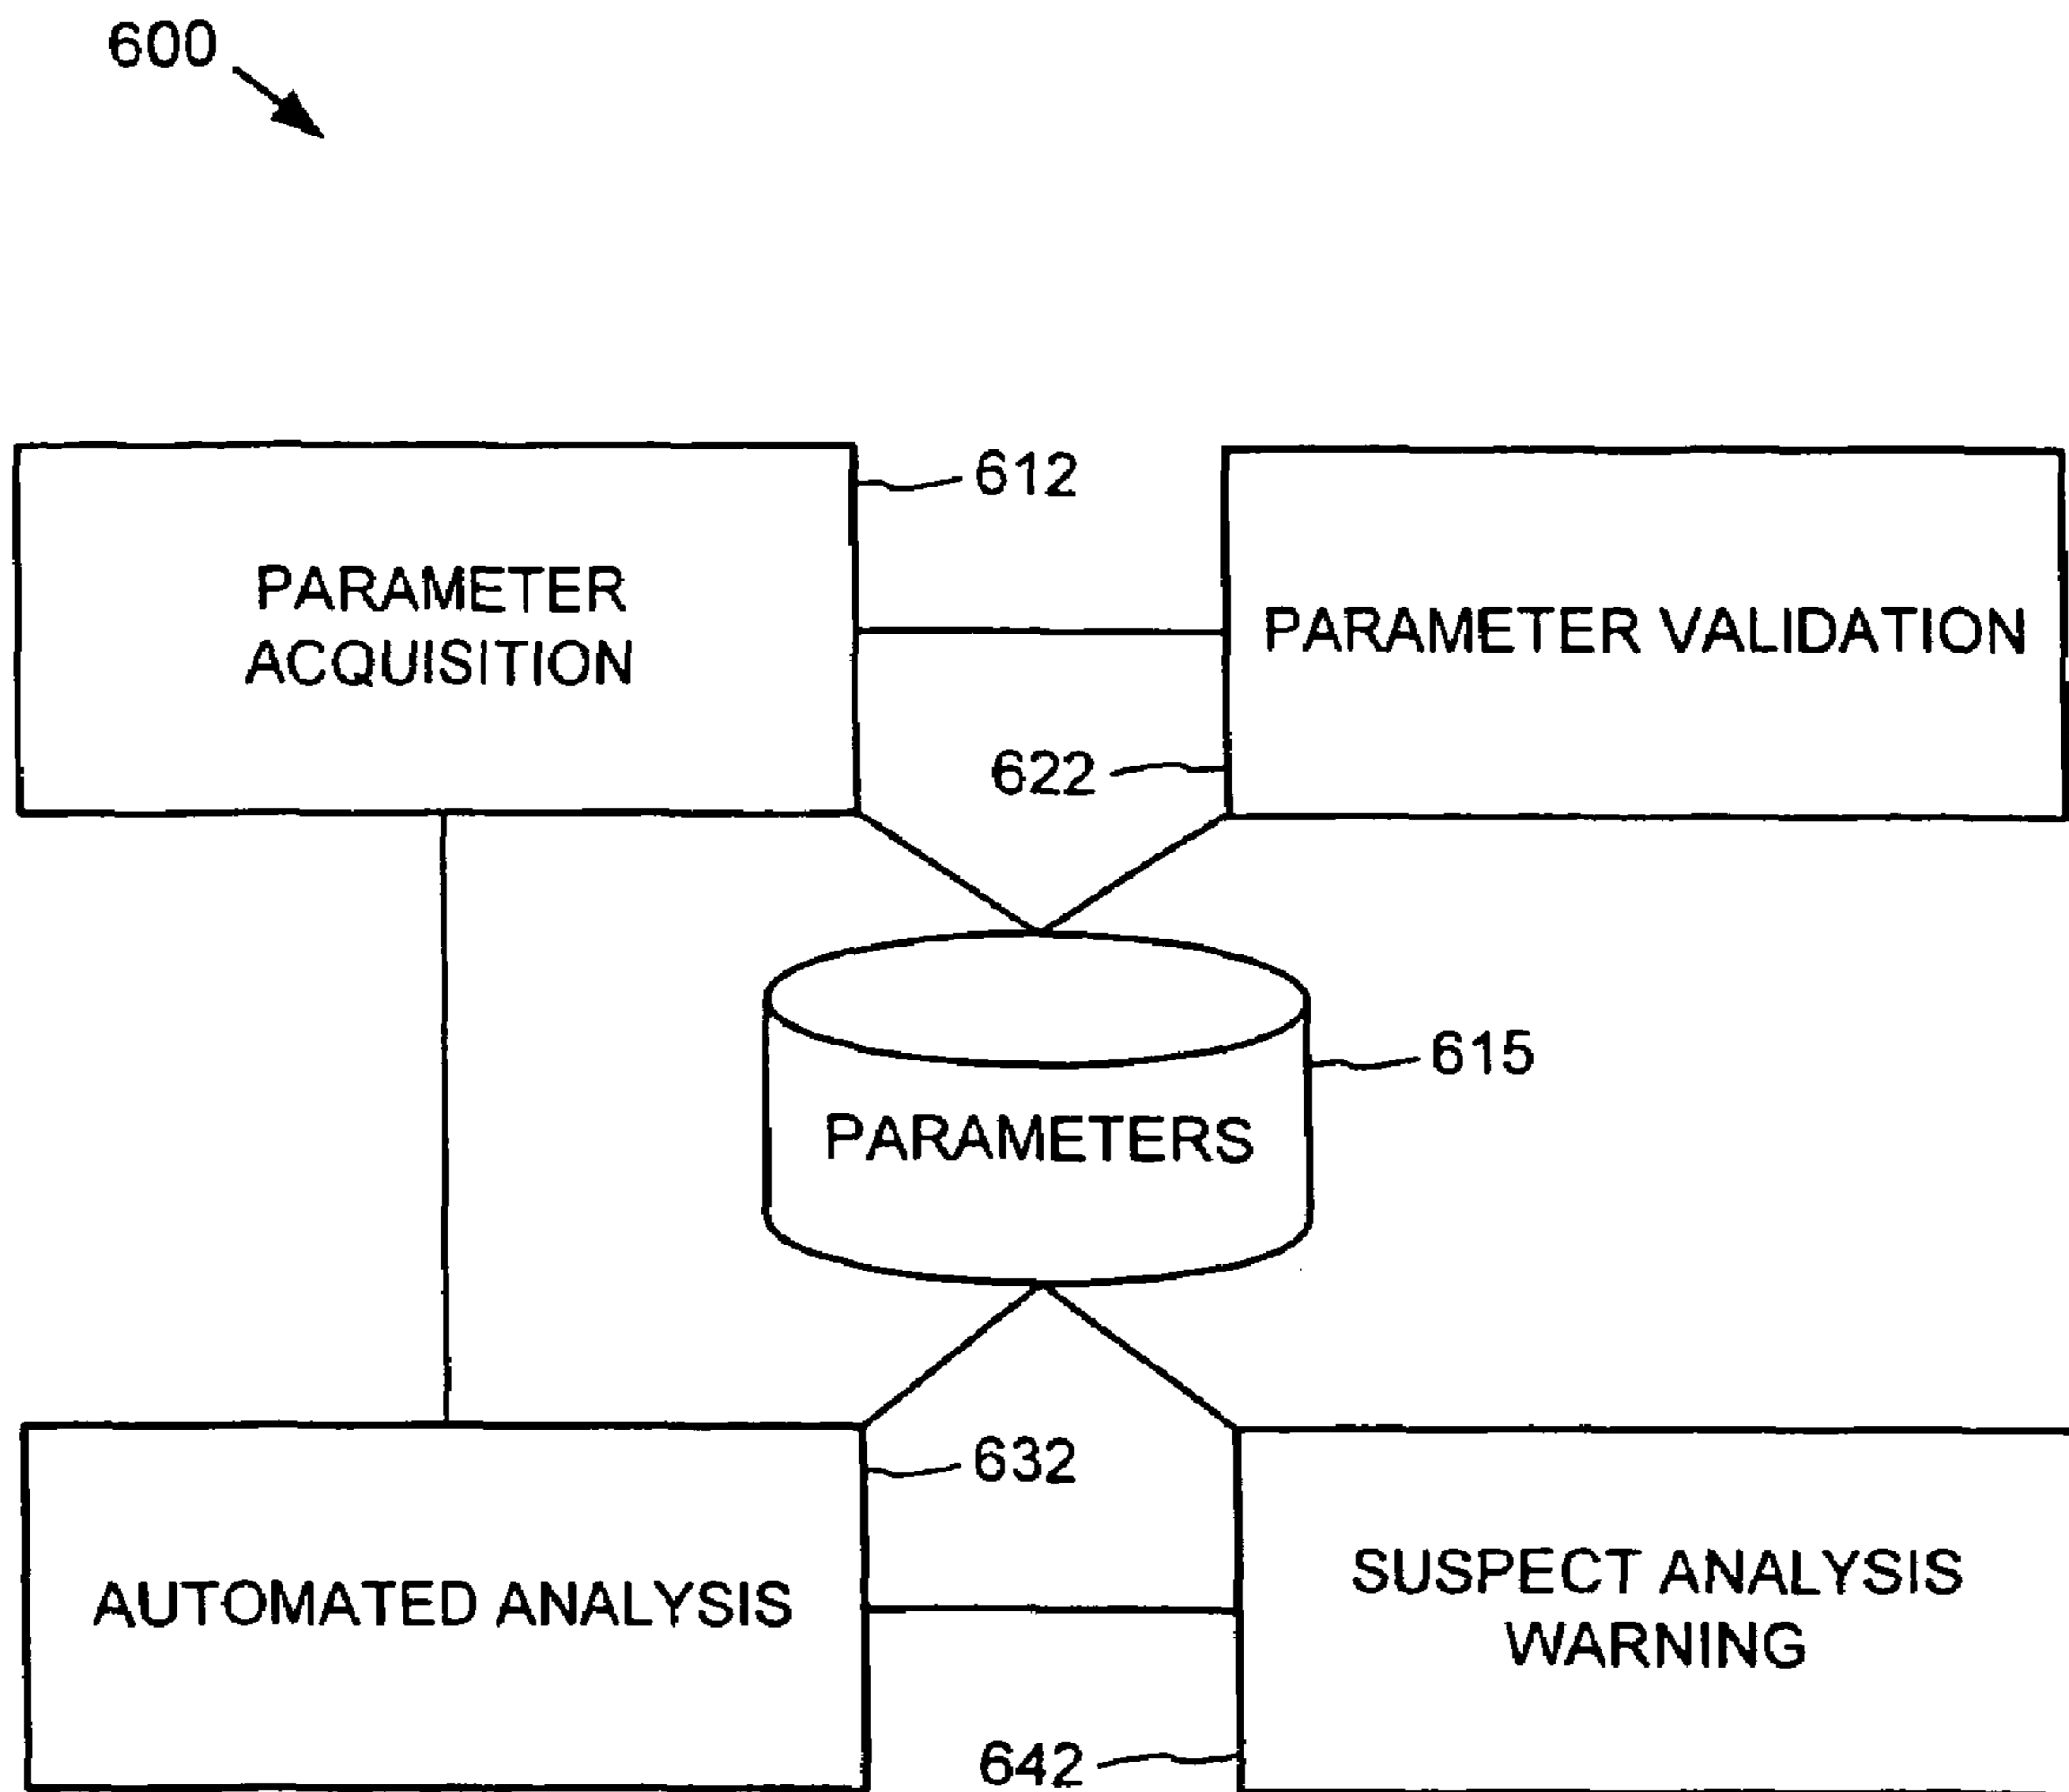 600
612
PARAMETER
ACQUISITION
PARAMETER VALIDATION
622
615
PARAMETERS
632
AUTOMATED ANALYSIS
SUSPECT ANALYSIS
WARNING
642